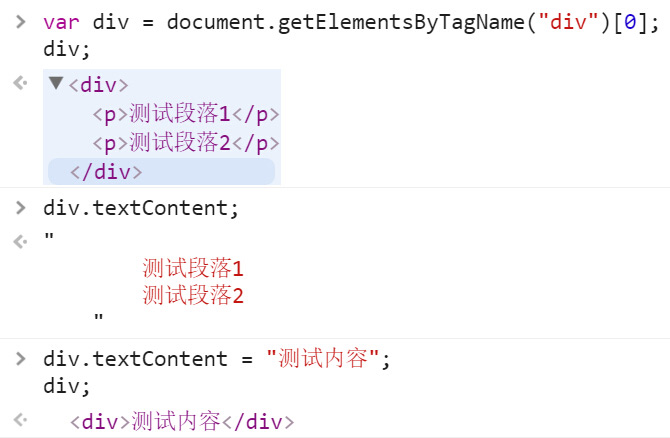 var div = document.getElementsByTagName("div")[0];
div;
<div>
<p>测试段落1</p>
<p>测试段落2</p>
</div>
div.textContent;
"
测试段落1
测试段落2
"
div.textContent = "测试内容";
div;
<div>测试内容</div>